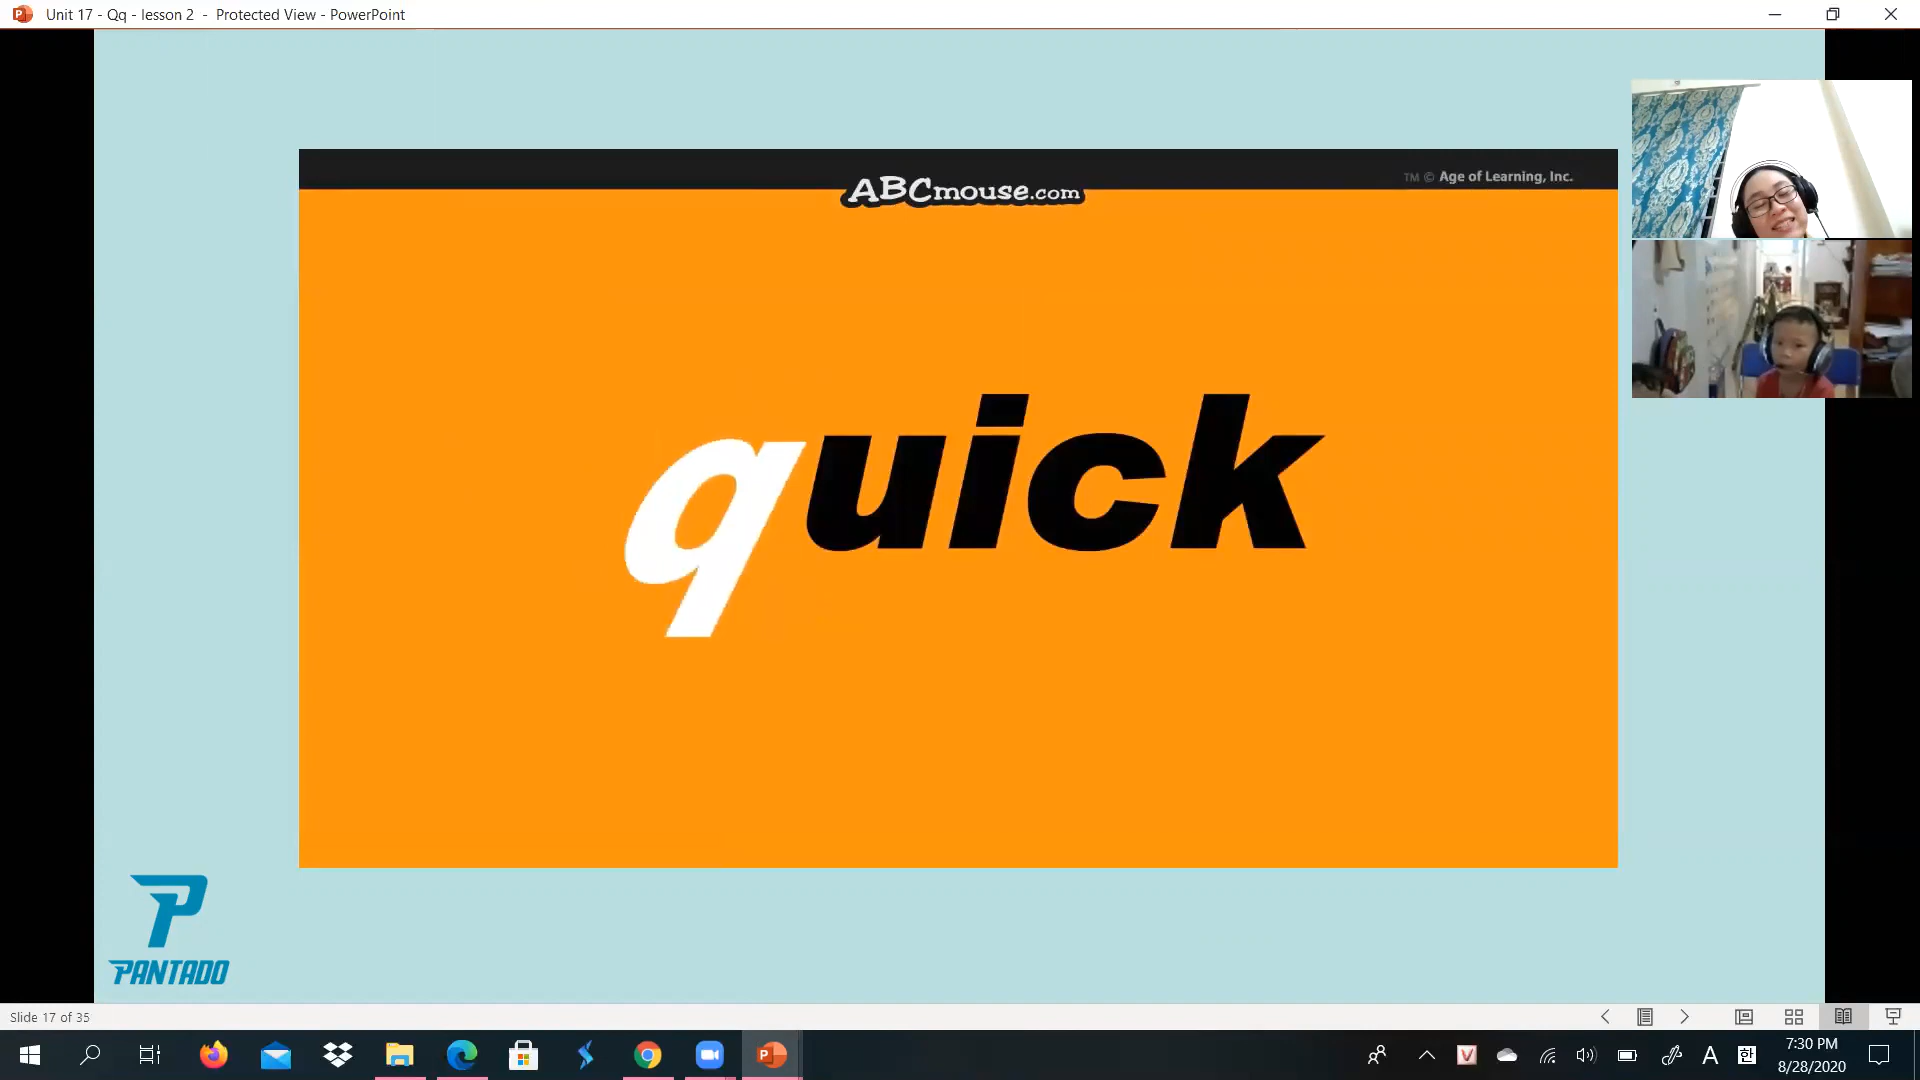 Unit 17 - Qq - lesson 2 - Protected View - PowerPoint
TM © Age of Learning, Inc.
ABCmouse.com
quick
P
PANTADO
Slide 17 of 35
7:30 PM
A 한
8/28/2020